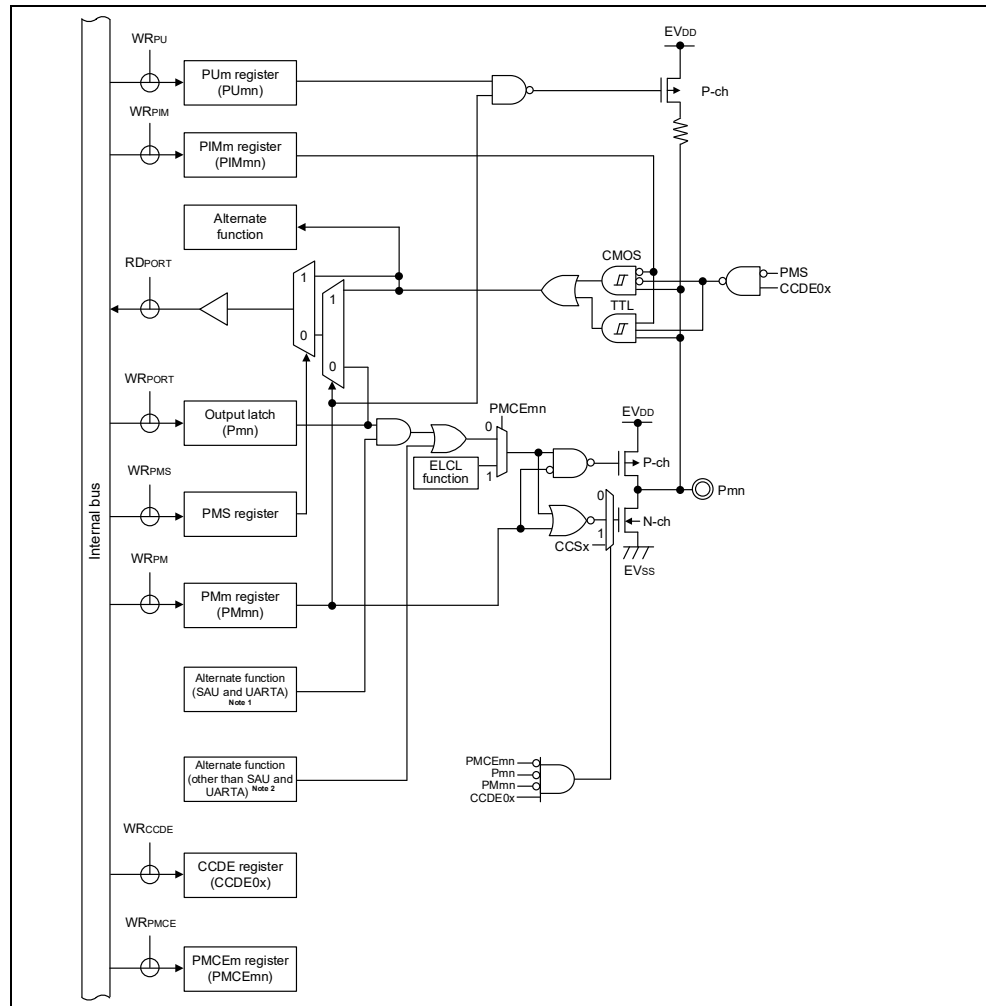 WRPU
PUm register
(PUmn)
EVDD
P-ch
WRPIM
PIMm register
(PIMmn)
Alternate
function
RDPORT
1
0
1
0
CMOS
TTL
PMS
CCDE0x
WRPORT
Output latch
(Pmn)
PMCEmn
0
1
ELCL
function
EVDD
P-ch
Pmn
WRPMS
PMS register
0
1
CCSx
N-ch
EVSS
Internal bus
WRPM
PMm register
(PMmn)
Alternate function
(SAU and UARTA)
Note 1
Alternate function
(other than SAU and
UARTA) Note 2
PMCEmn
Pmn
PMmn
CCDE0x
WRCCDE
CCDE register
(CCDE0x)
WRPMCE
PMCEm register
(PMCEmn)